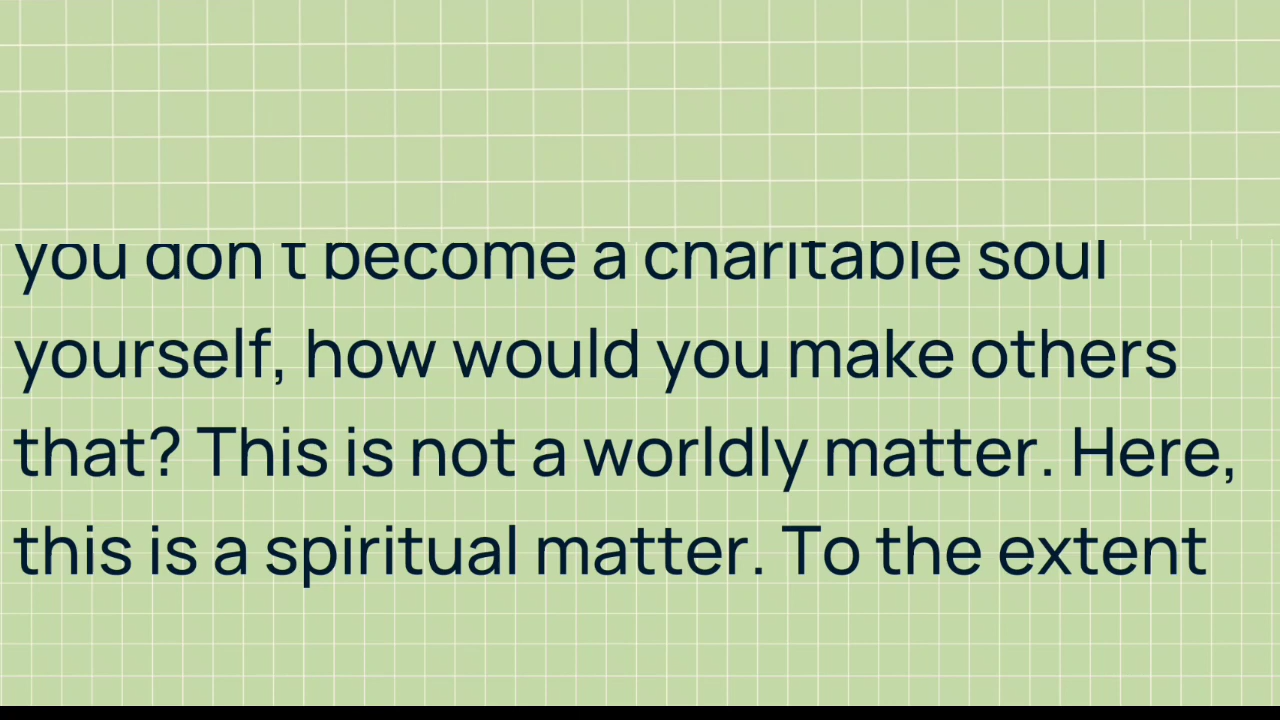 you don't become a charitable soul
yourself, how would you make others
that? This is not a worldly matter. Here,
this is a spiritual matter. To the extent